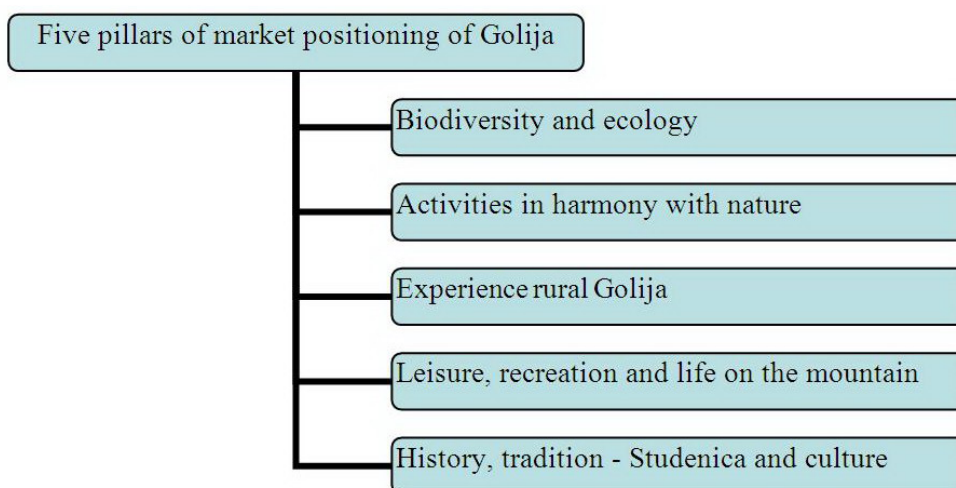 Five pillars of market positioning of Golija
Biodiversity and ecology
Activities in harmony with nature
Experience rural Golija
Leisure, recreation and life on the mountain
History, tradition - Studenica and culture